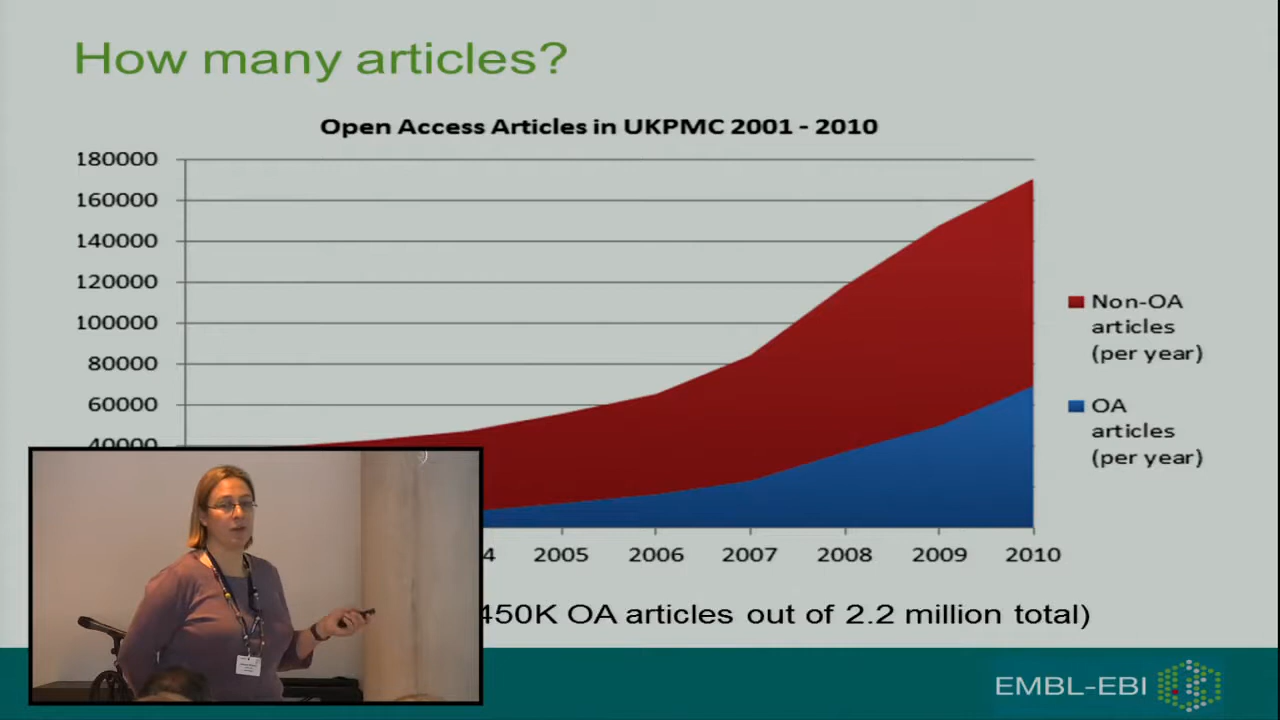 How many articles?
Open Access Articles in UKPMC 2001 - 2010
180000
160000
140000
120000
100000
80000
60000
40000
Non-OA
articles
(per year)
OA
articles
(per year)
4 2005 2006 2007 2008 2009 2010
450K OA articles out of 2.2 million total)
EMBL-EBI